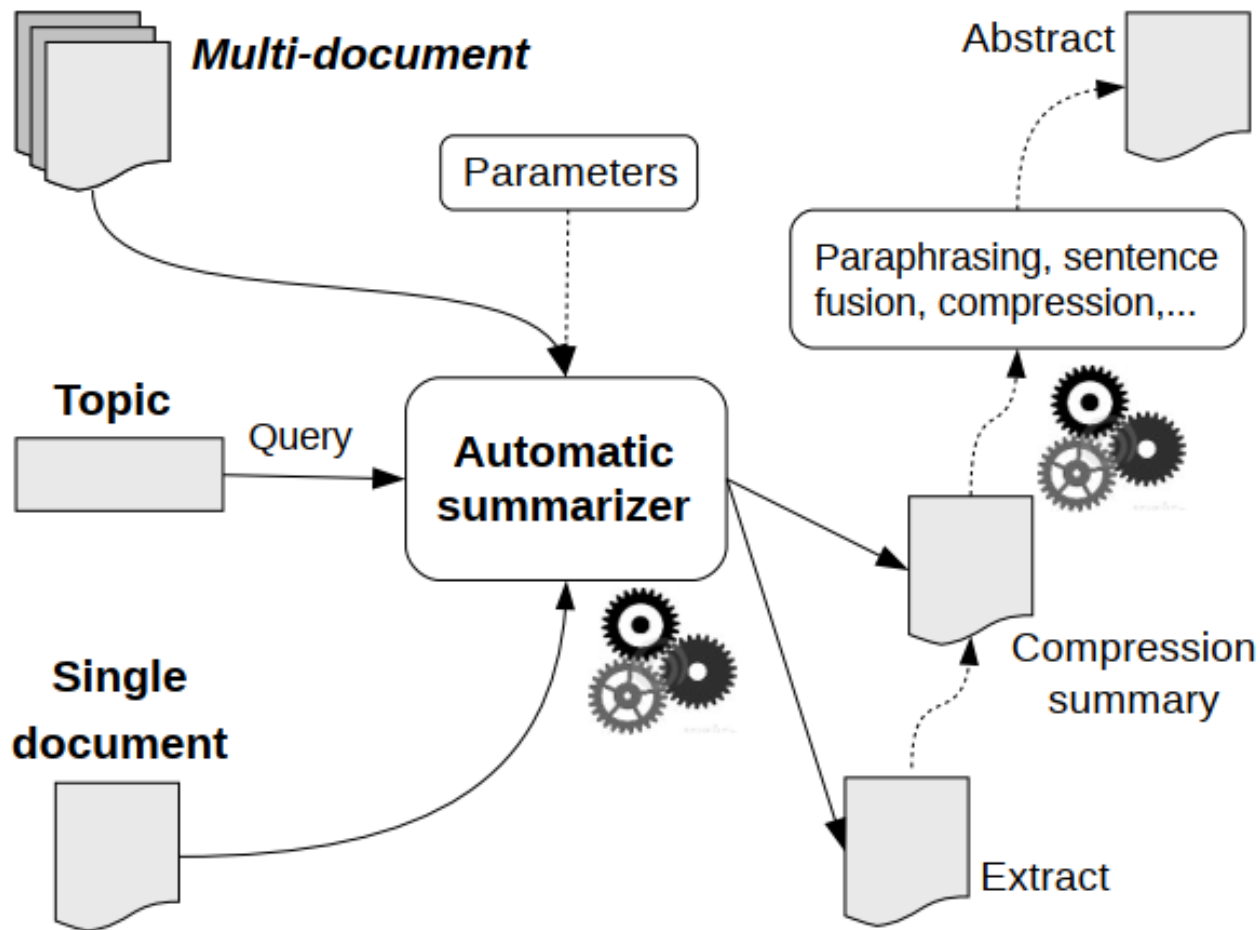 Multi-document
Abstract
Parameters
Paraphrasing, sentence
fusion, compression,...
Topic
Query
Automatic
summarizer
Single
document
Compression
summary
Extract